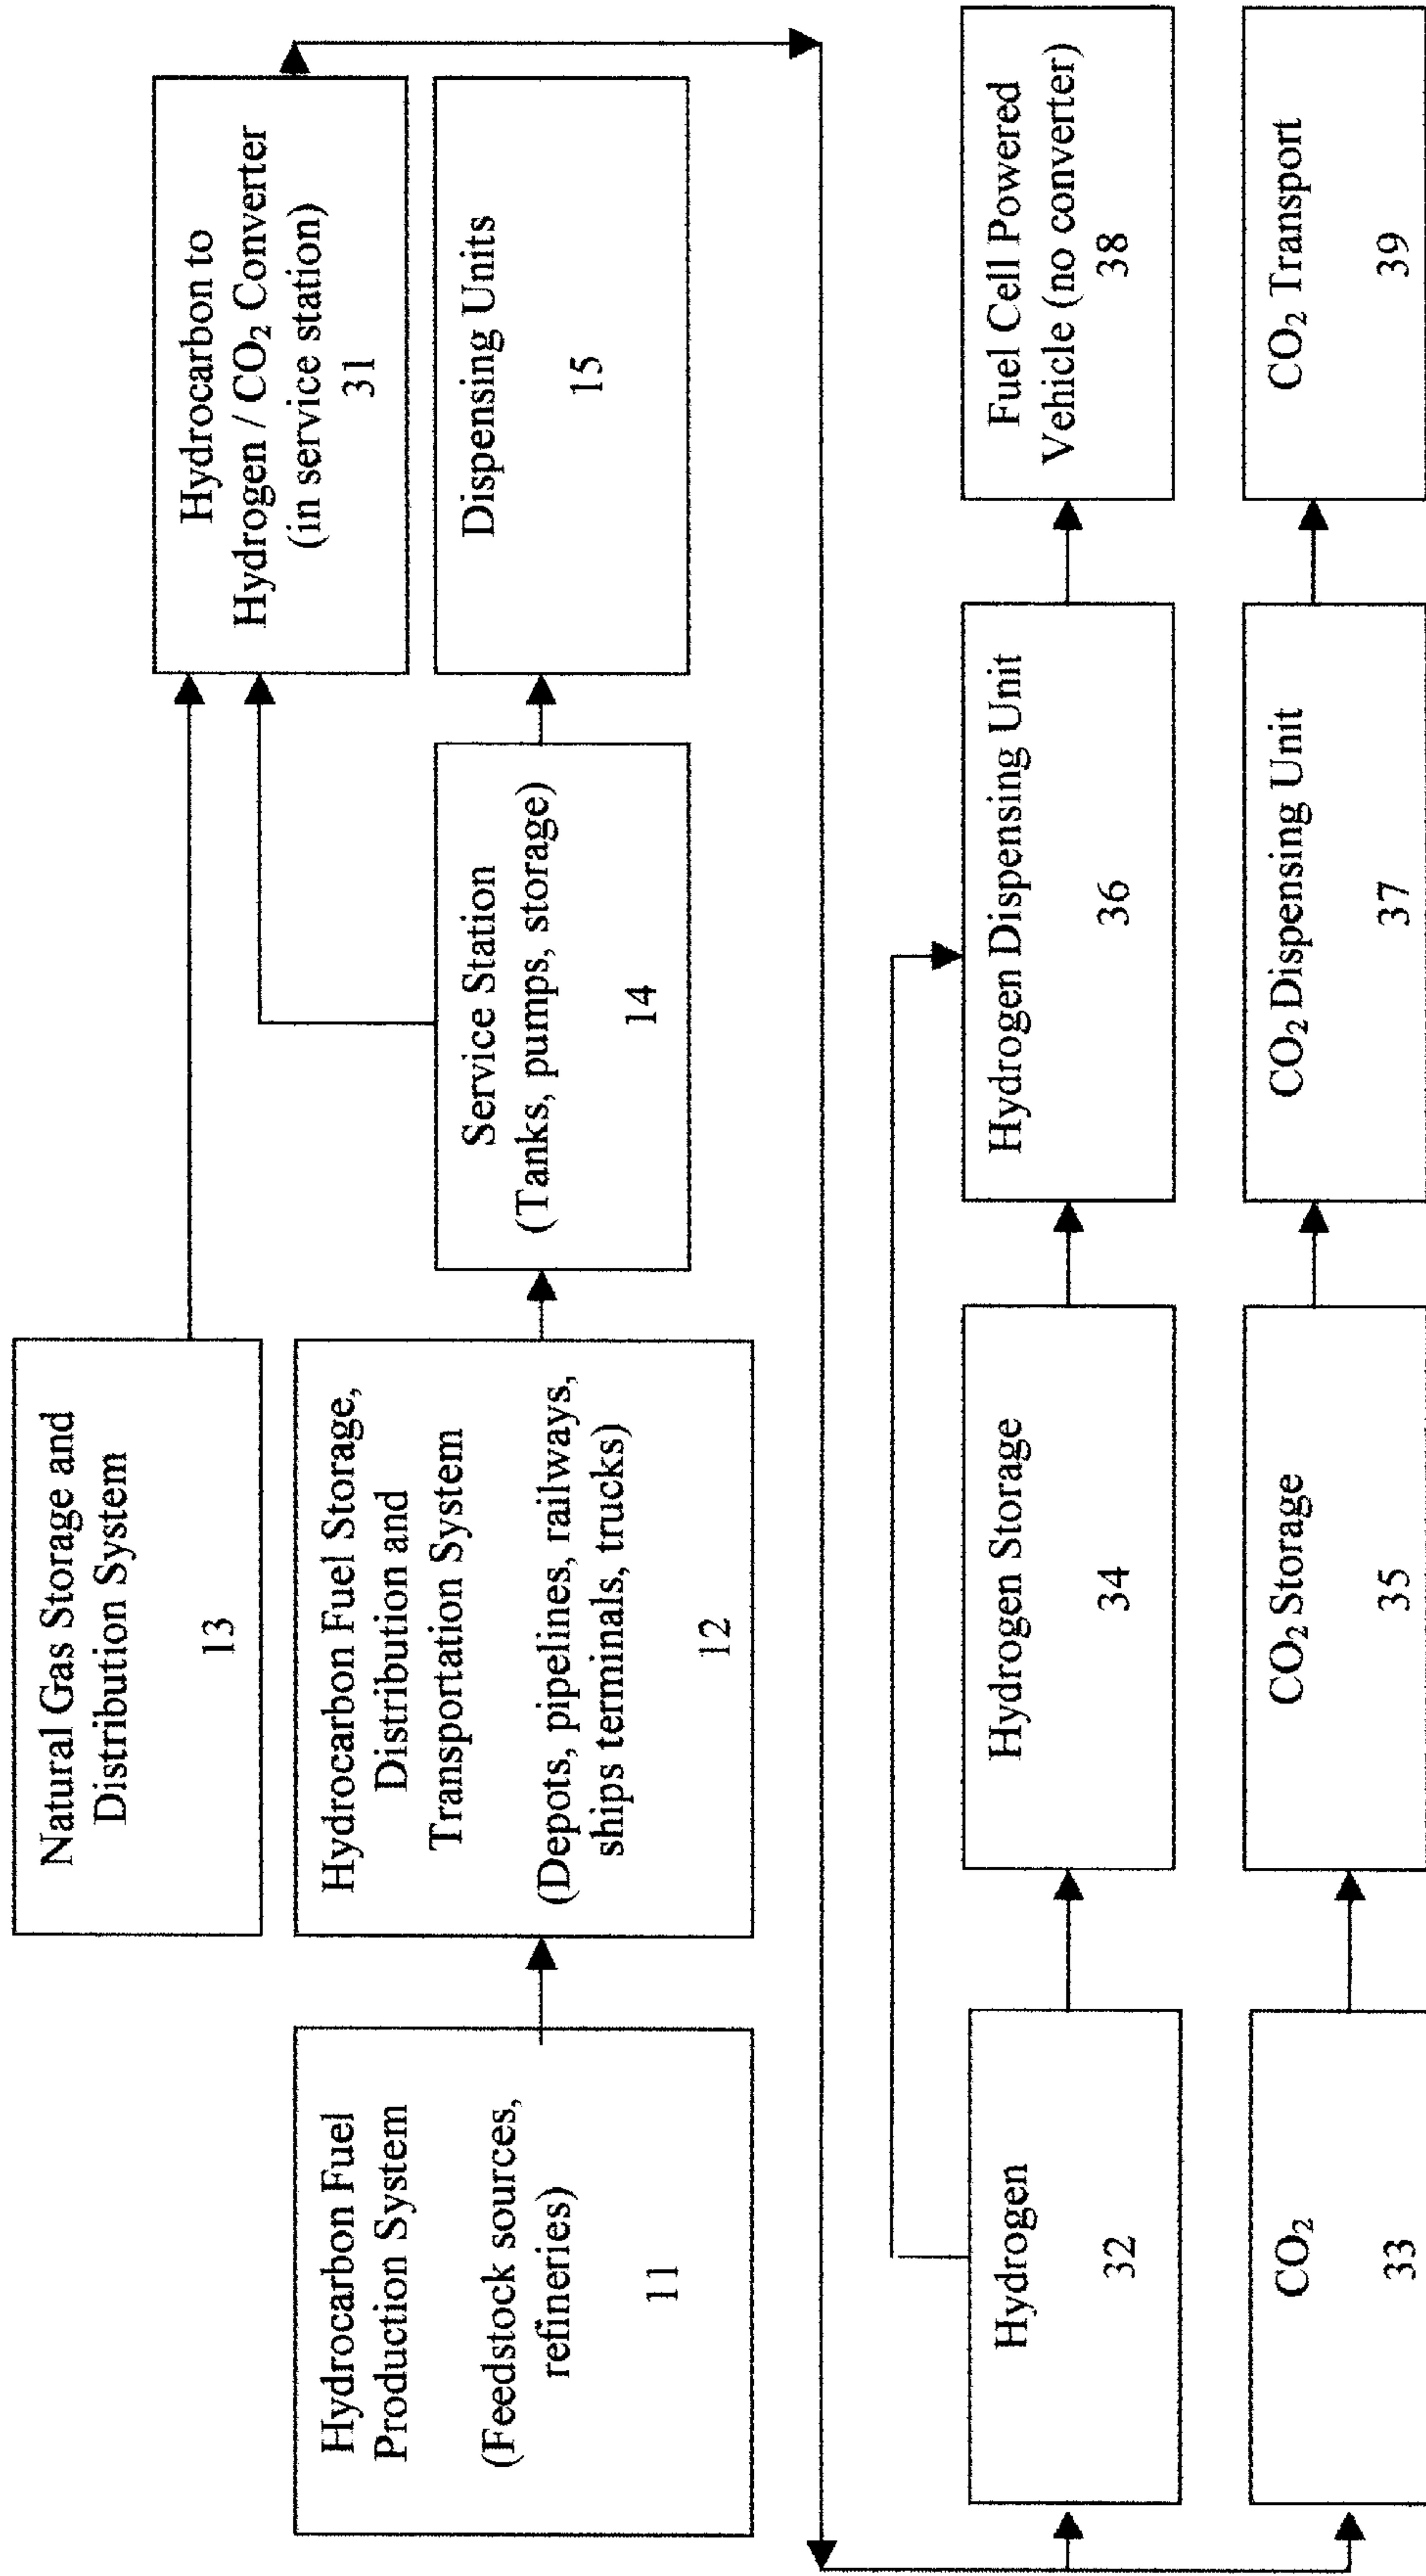 Natural Gas Storage and
Distribution System
13
Hydrocarbon to
Hydrogen / CO₂ Converter
(in service station)
31
Hydrocarbon Fuel
Production System
(Feedstock sources,
refineries)
11
Hydrocarbon Fuel Storage,
Distribution and
Transportation System
(Depots, pipelines, railways,
ships terminals, trucks)
12
Service Station
(Tanks, pumps, storage)
14
Dispensing Units
15
Hydrogen
32
Hydrogen Storage
34
Hydrogen Dispensing Unit
36
Fuel Cell Powered
Vehicle (no converter)
38
CO₂
33
CO₂ Storage
35
CO₂ Dispensing Unit
37
CO₂ Transport
39